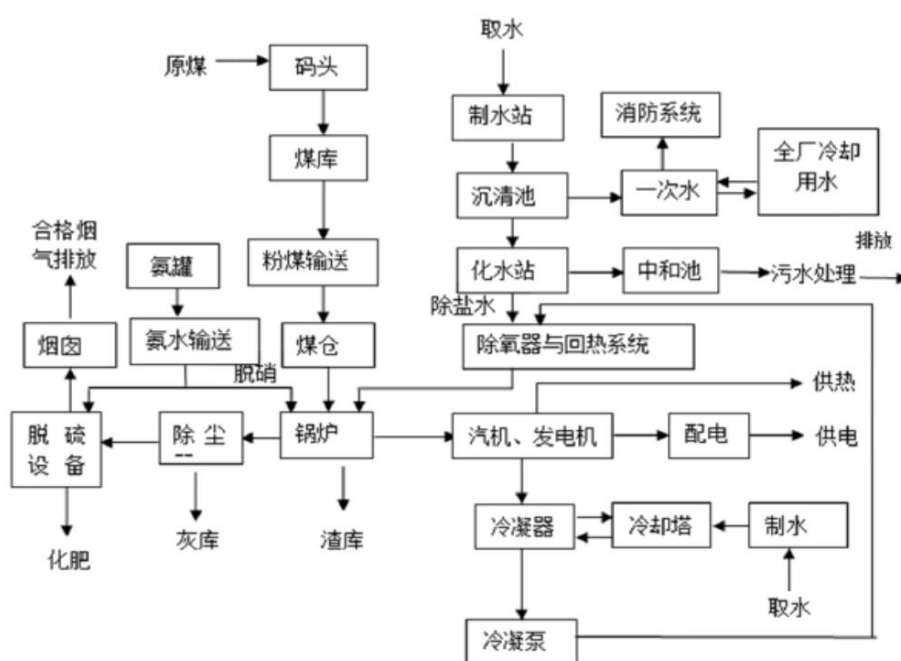 取水
原煤
码头
制水站
消防系统
煤库
全厂冷却
用水
沉清池
一次水
合格烟
气排放
排放
氨罐
粉煤输送
化水站
中和池
污水处理
除盐水
烟囱
氨水输送
煤仓
除氧器与回热系统
脱硝
供热
脱 硫
设 备
除 尘
--
锅炉
汽机、发电机
配电
供电
冷凝器
冷却塔
制水
化肥
灰库
渣库
取水
冷凝泵